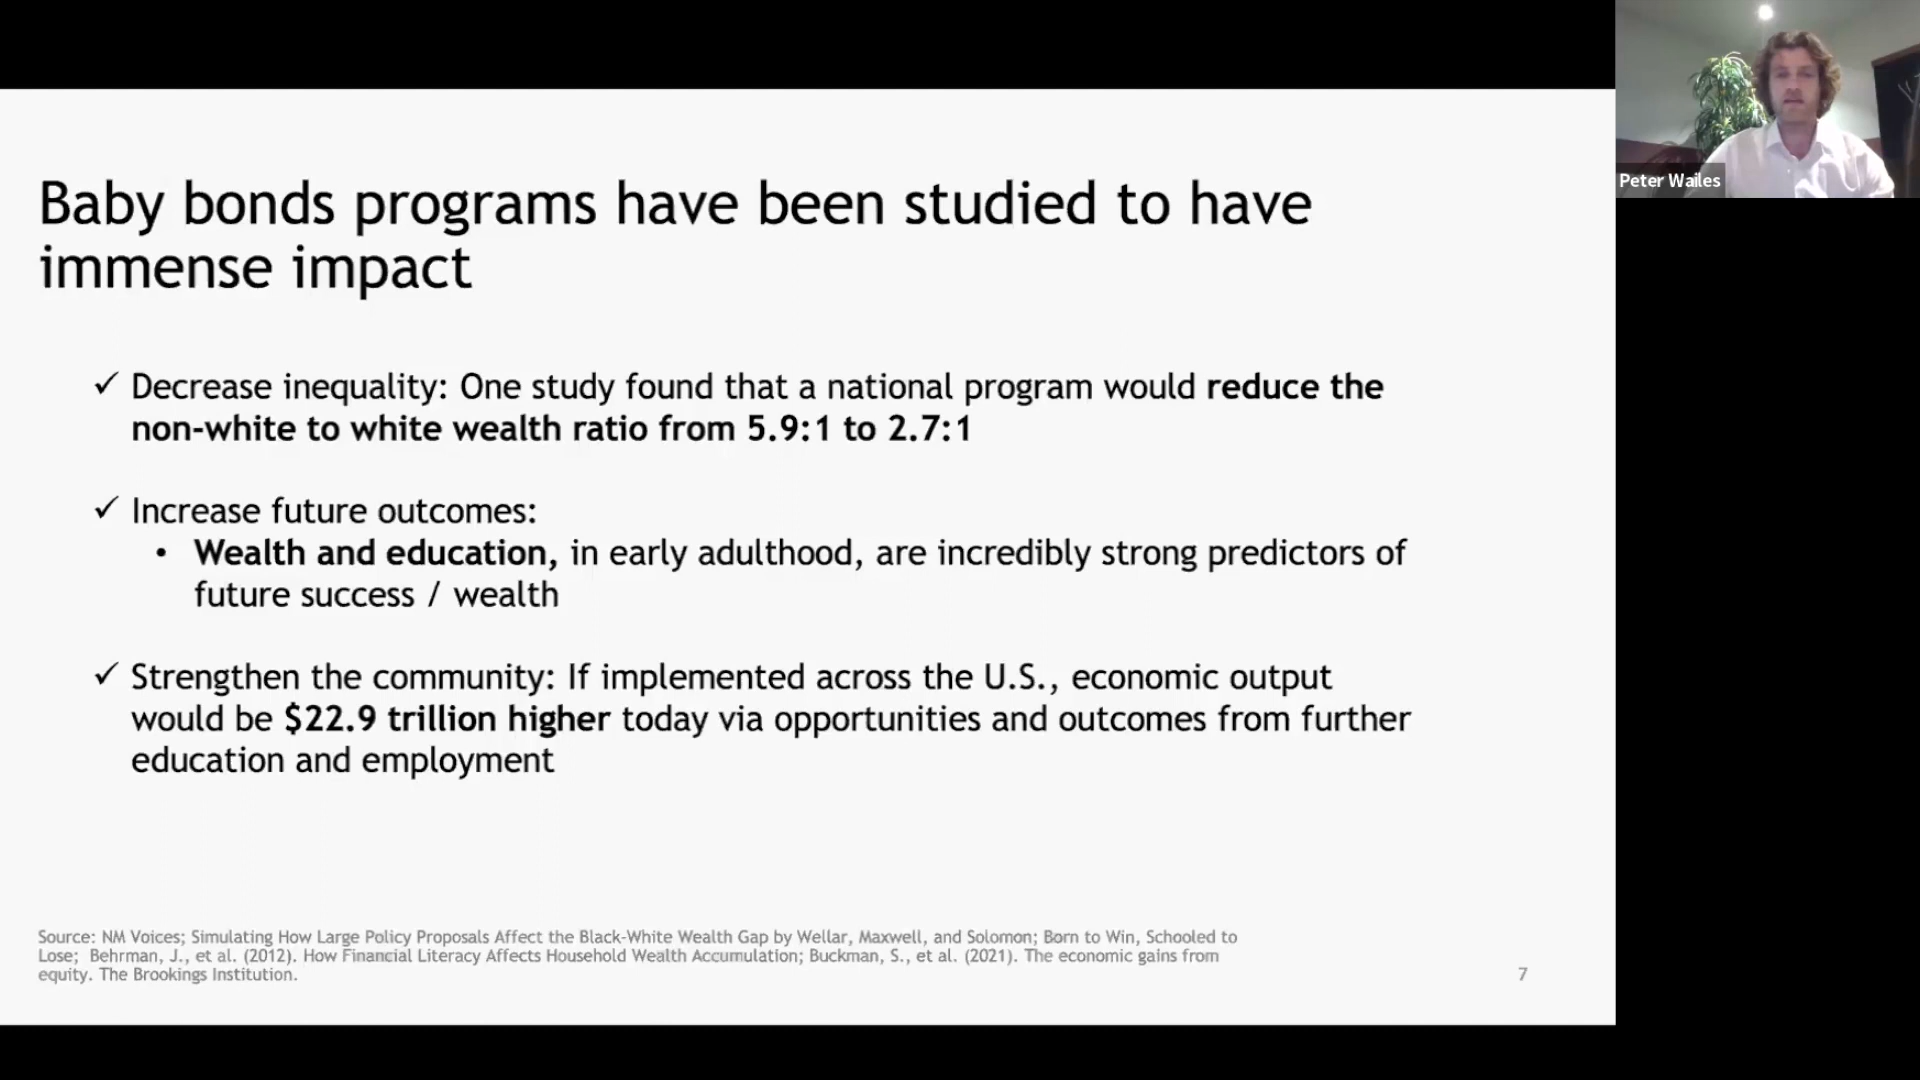 Baby bonds programs have been studied to have
immense impact
✓ Decrease inequality: One study found that a national program would reduce the
non-white to white wealth ratio from 5.9:1 to 2.7:1
✓ Increase future outcomes:
• Wealth and education, in early adulthood, are incredibly strong predictors of
future success / wealth
✓ Strengthen the community: If implemented across the U.S., economic output
would be $22.9 trillion higher today via opportunities and outcomes from further
education and employment
Source: NM Voices; Simulating How Large Policy Proposals Affect the Black-White Wealth Gap by Wellar, Maxwell, and Solomon; Born to Win, Schooled to
Lose; Behrman, J., et al. (2012). How Financial Literacy Affects Household Wealth Accumulation; Buckman, S., et al. (2021). The economic gains from
equity. The Brookings Institution.
7
Peter Wailes